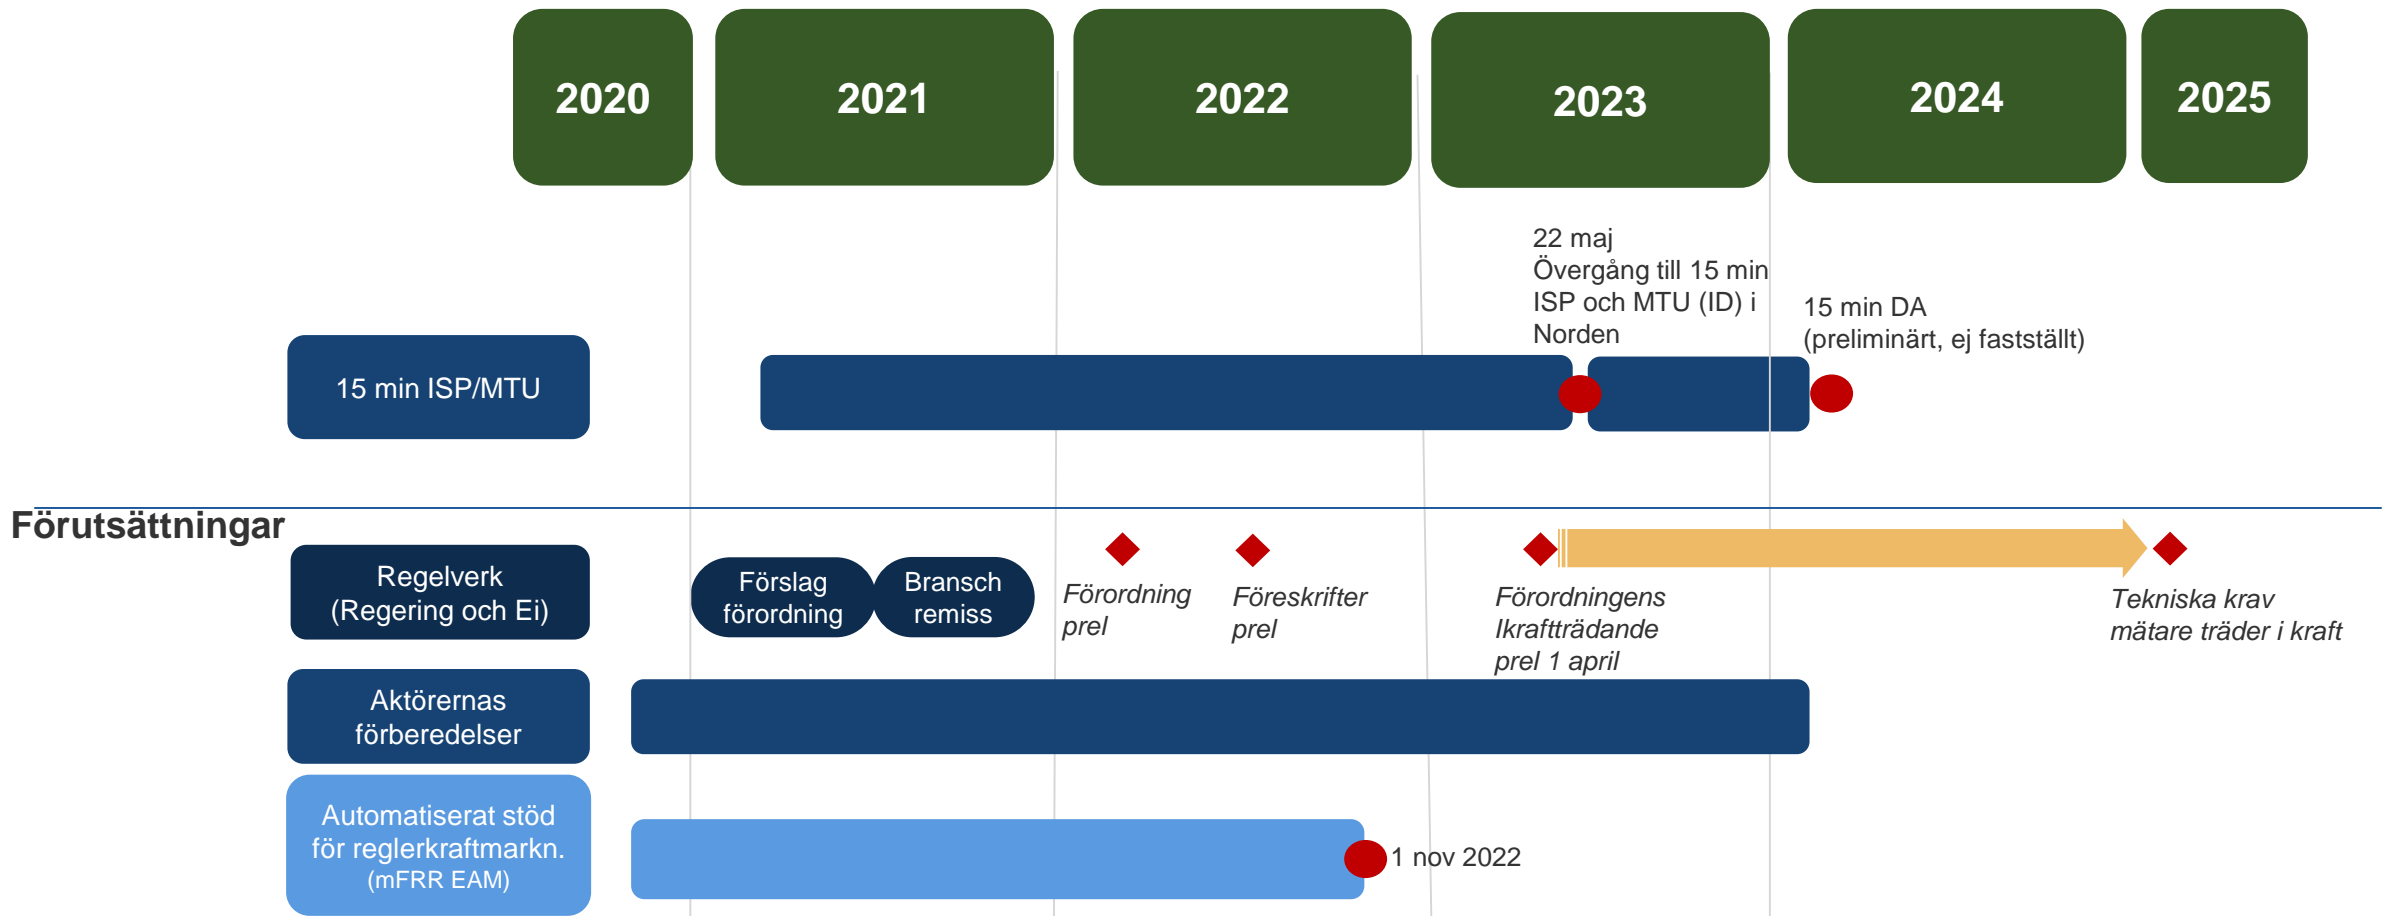 2020
2021
2022
2023
2024
2025
22 maj
Övergång till 15 min
ISP och MTU (ID) i
Norden
15 min DA
(preliminärt, ej fastställt)
15 min ISP/MTU
Förutsättningar
Regelverk
(Regering och Ei)
Förslag
förordning
Bransch
remiss
Förordning
prel
Föreskrifter
prel
Förordningens
Ikraftträdande
prel 1 april
Tekniska krav
mätare träder i kraft
Aktörernas
förberedelser
Automatiserat stöd
för reglerkraftmarkn.
(mFRR EAM)
1 nov 2022